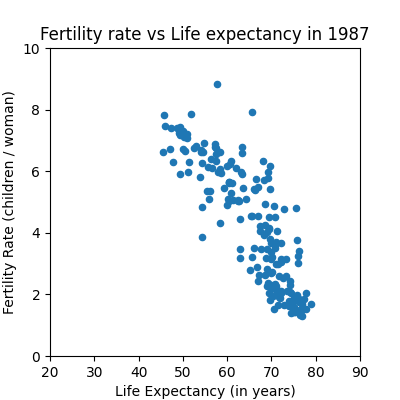 Fertility rate vs Life expectancy in 1987
Fertility Rate (children / woman)
10
8
6
4
2
0
20 30 40 50 60 70 80 90
Life Expectancy (in years)